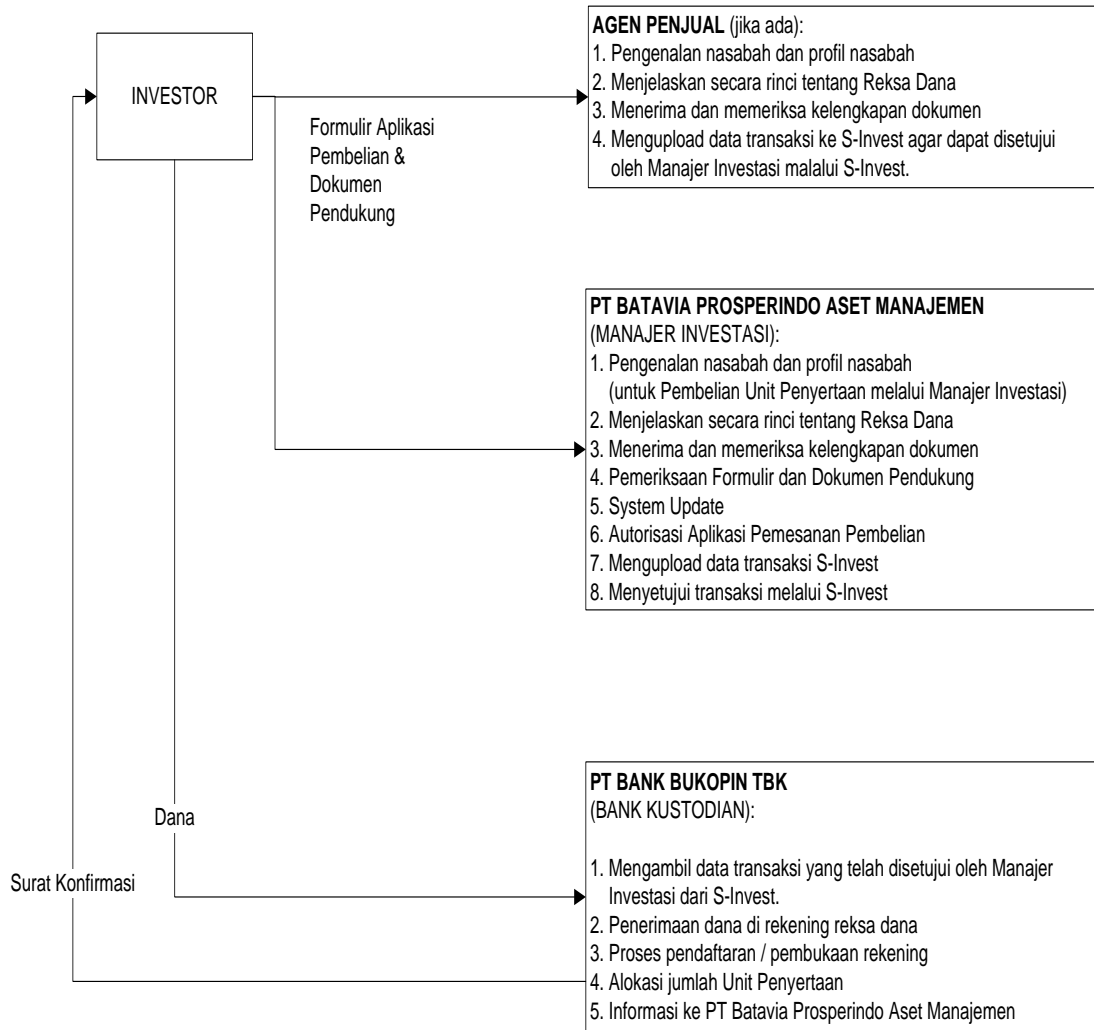 INVESTOR
Formulir Aplikasi
Pembelian &
Dokumen
Pendukung
AGEN PENJUAL (jika ada):
1. Pengenalan nasabah dan profil nasabah
2. Menjelaskan secara rinci tentang Reksa Dana
3. Menerima dan memeriksa kelengkapan dokumen
4. Mengupload data transaksi ke S-Invest agar dapat disetujui
oleh Manajer Investasi malalui S-Invest.
PT BATAVIA PROSPERINDO ASET MANAJEMEN
(MANAJER INVESTASI):
1. Pengenalan nasabah dan profil nasabah
(untuk Pembelian Unit Penyertaan melalui Manajer Investasi)
2. Menjelaskan secara rinci tentang Reksa Dana
3. Menerima dan memeriksa kelengkapan dokumen
4. Pemeriksaan Formulir dan Dokumen Pendukung
5. System Update
6. Autorisasi Aplikasi Pemesanan Pembelian
7. Mengupload data transaksi S-Invest
8. Menyetujui transaksi melalui S-Invest
Dana
Surat Konfirmasi
PT BANK BUKOPIN TBK
(BANK KUSTODIAN):
1. Mengambil data transaksi yang telah disetujui oleh Manajer
Investasi dari S-Invest.
2. Penerimaan dana di rekening reksa dana
3. Proses pendaftaran / pembukaan rekening
4. Alokasi jumlah Unit Penyertaan
5. Informasi ke PT Batavia Prosperindo Aset Manajemen